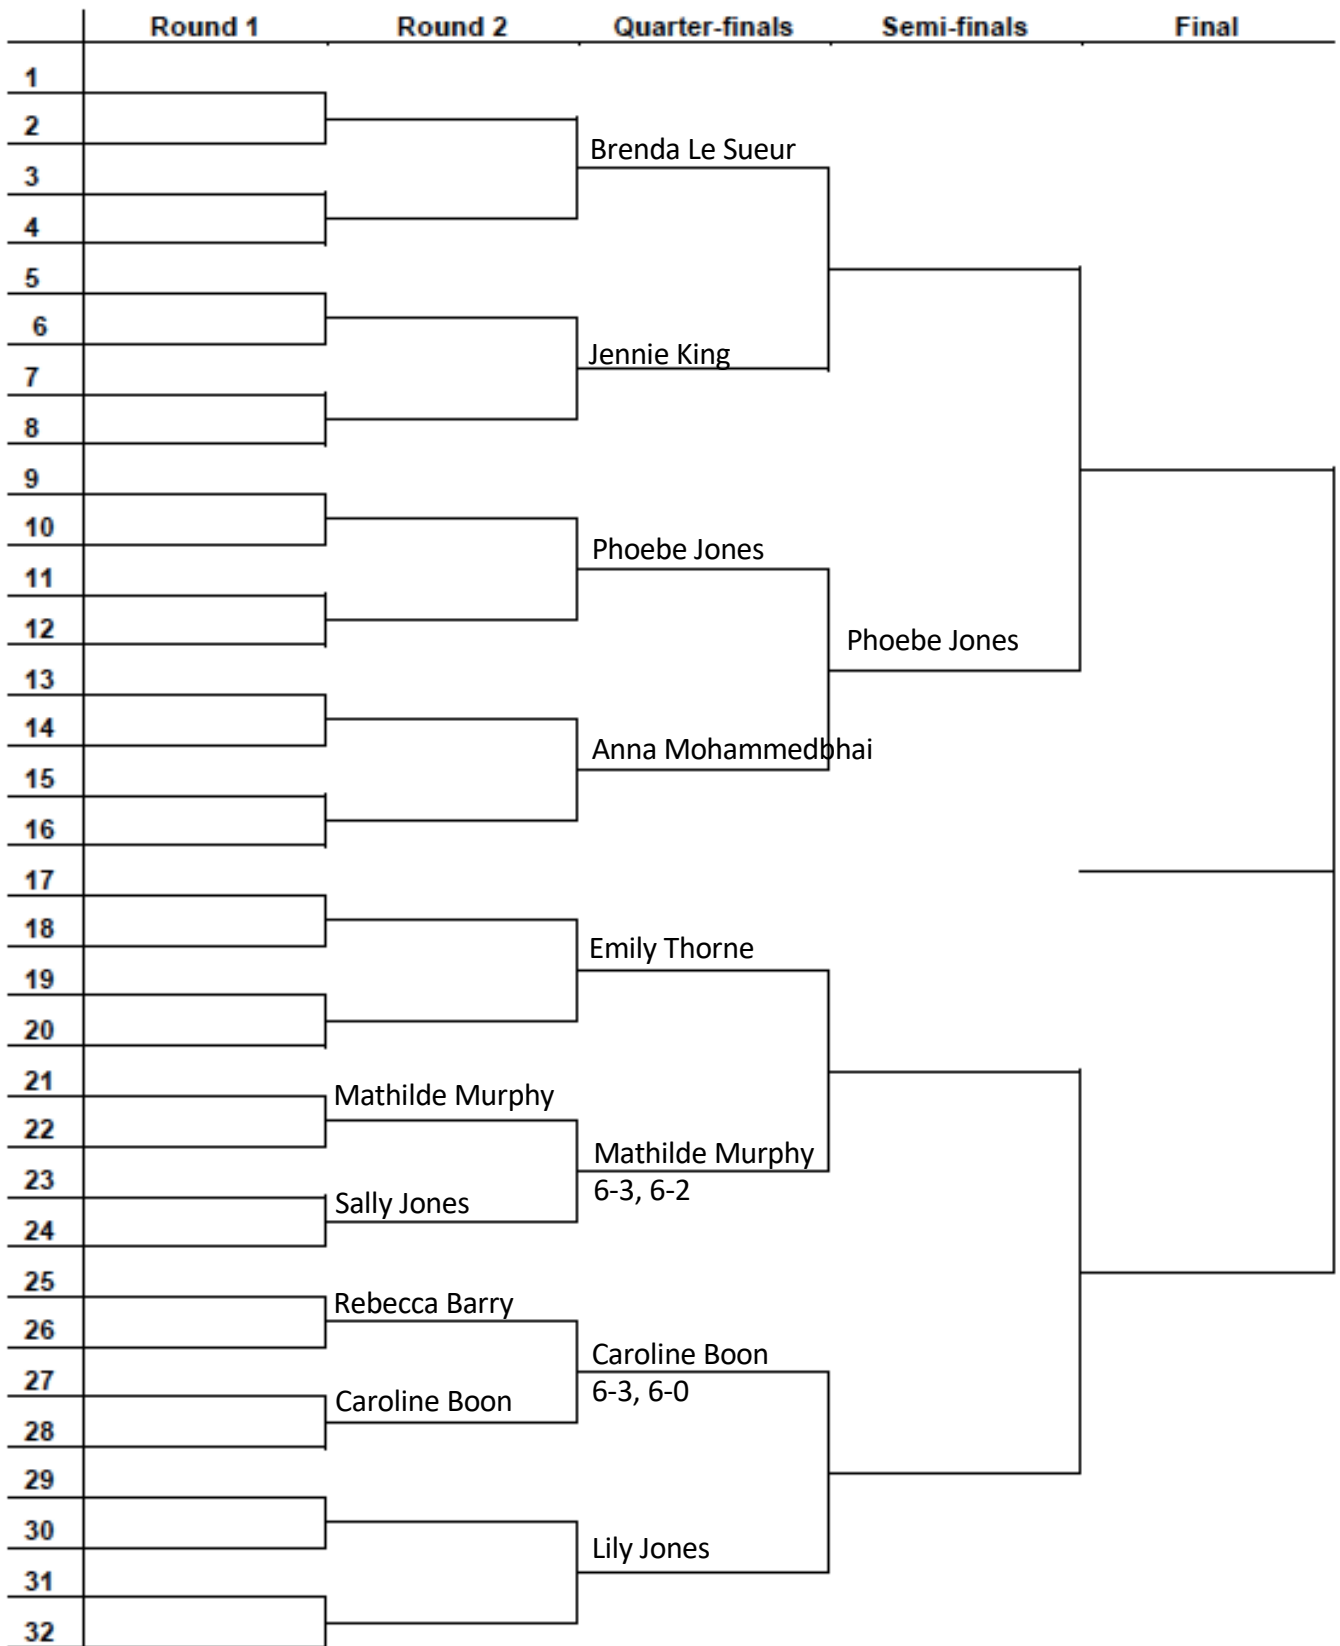 Round 1 Round 2 Quarter-finals Semi-finals Final
1
2
Brenda Le Sueur
3
4
5
6
Jennie King
7
8
9
10
Phoebe Jones
11
12
Phoebe Jones
13
14
Anna Mohammedbhai
15
16
17
18
Emily Thorne
19
20
21
Mathilde Murphy
22
Mathilde Murphy
23
6-3, 6-2
Sally Jones
24
25
Rebecca Barry
26
Caroline Boon
27
6-3, 6-0
Caroline Boon
28
29
30
Lily Jones
31
32